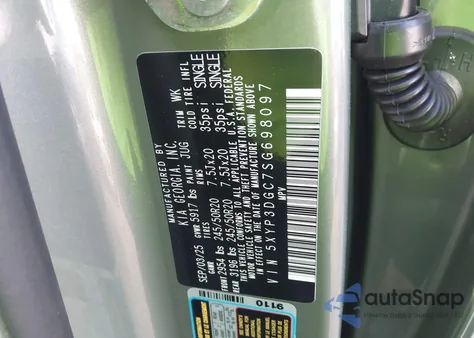 MANUFACTURED BY
KIA GEORGIA, INC.
SEP/03/25 GVWR 5917 lbs PAINT JUG TRIM WK
GAWR TIRES RIMS COLD TIRE INFL
FRONT 2954 lbs 245/50R20 7.5Jx20 35psi SINGLE
REAR 3196 lbs 245/50R20 7.5Jx20 35psi SINGLE
THIS VEHICLE CONFORMS TO ALL APPLICABLE U.S.A. FEDERAL
MOTOR VEHICLE SAFETY AND THEFT PREVENTION STANDARDS
IN EFFECT ON THE DATE OF MANUFACTURE SHOWN ABOVE
VIN 5XYP3DGC7SG698097
MPV
9110
autoSnap